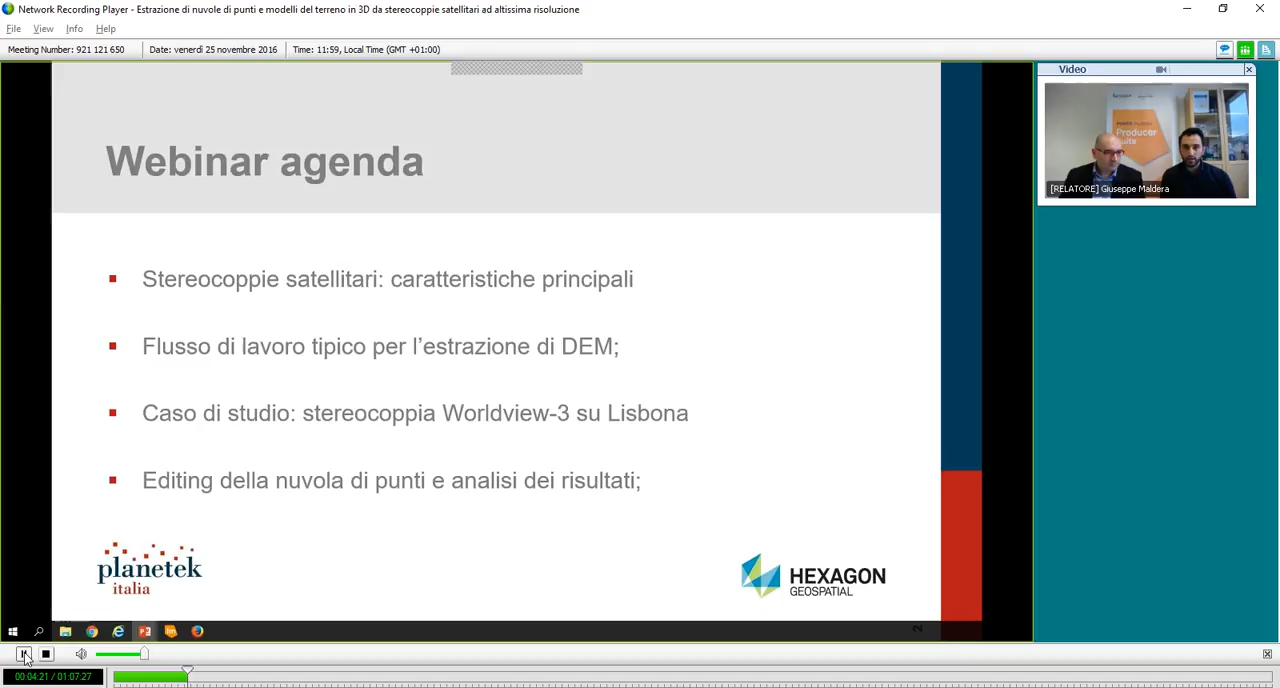 Network Recording Player - Estrazione di nuvole di punti e modelli del terreno in 3D da stereocoppie satellitari ad altissima risoluzione
File View Info Help
Meeting Number: 921 121 650 Date: venerdì 25 novembre 2016 Time: 11:59, Local Time (GMT +01:00)
Video
Producer
[RELATORE] Giuseppe Maldera
Webinar agenda
Stereocoppie satellitari: caratteristiche principali
Flusso di lavoro tipico per l'estrazione di DEM;
Caso di studio: stereocoppia Worldview-3 su Lisbona
Editing della nuvola di punti e analisi dei risultati;
planetek
italia
HEXAGON
GEOSPATIAL
2
00:04:21 / 01:07:27